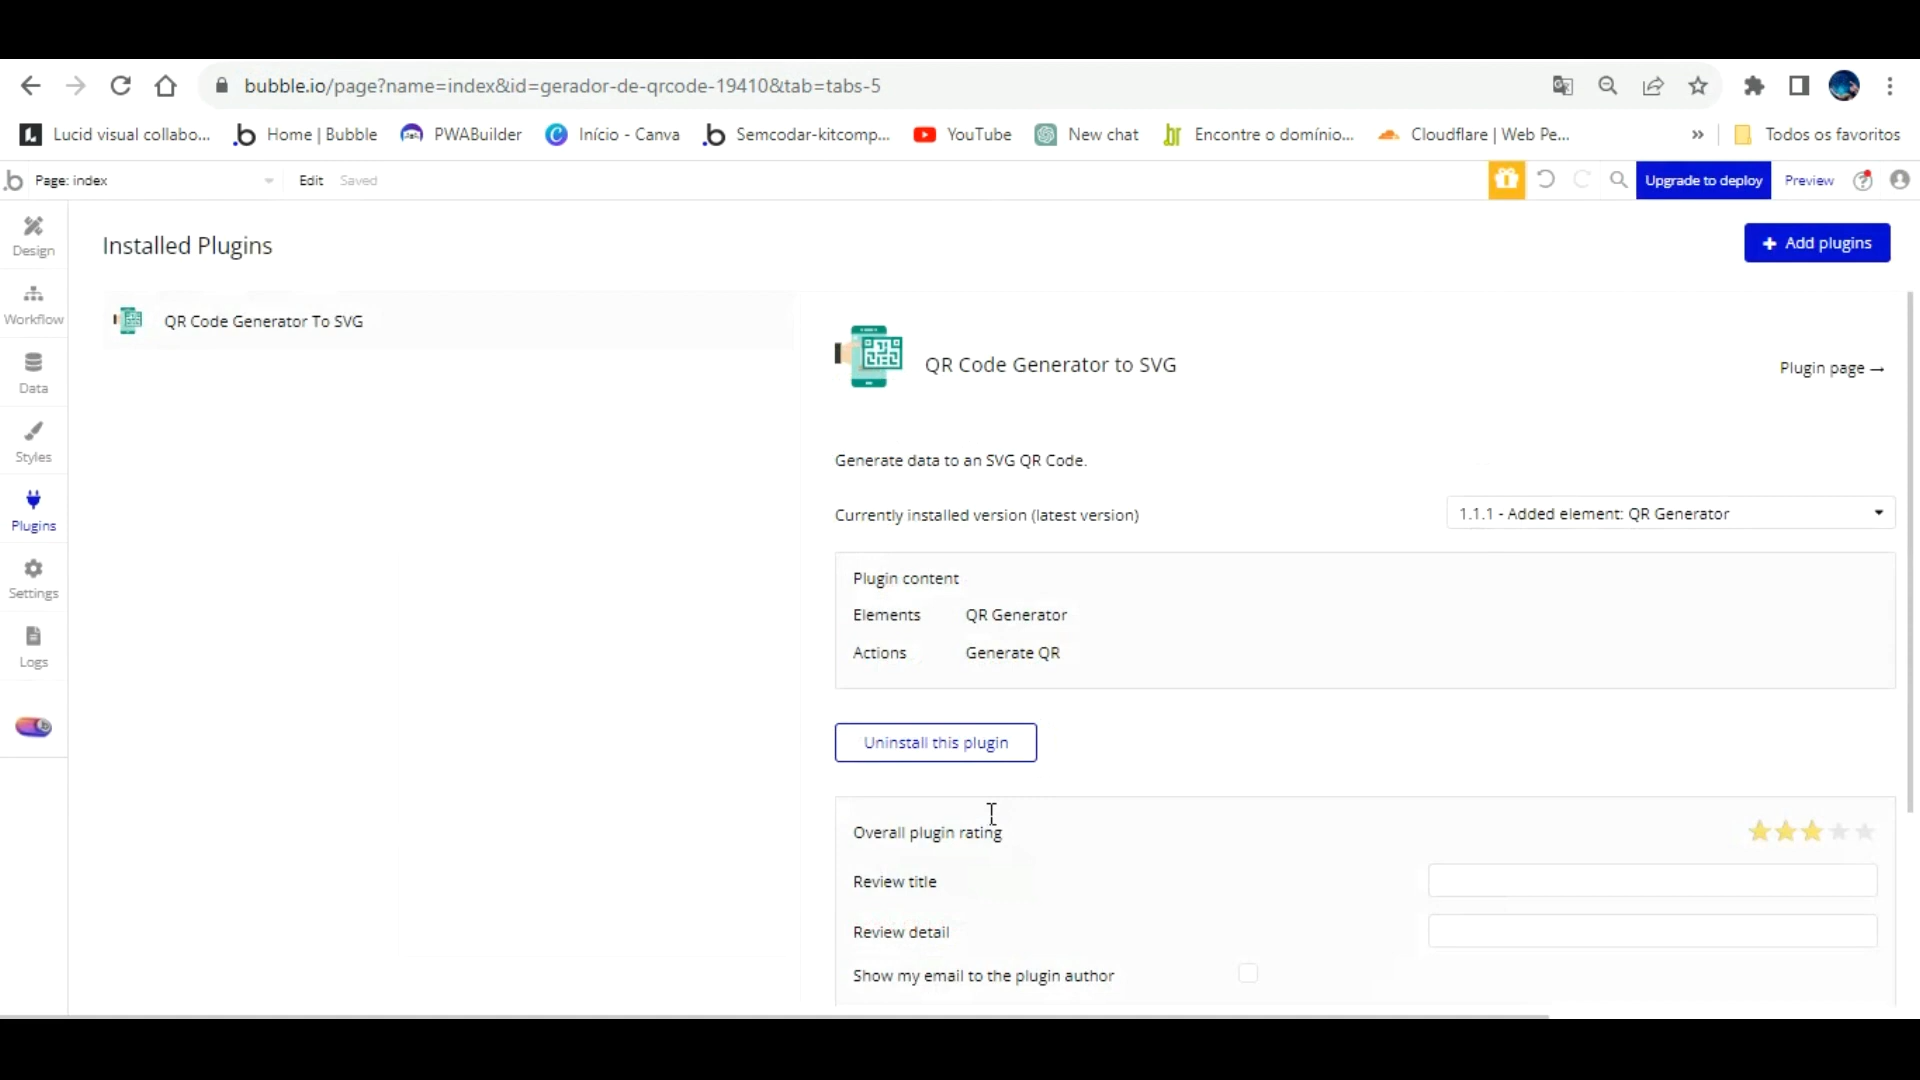 bubble.io/page?name=index&id=gerador-de-qrcode-19410&tab=tabs-5
Lucid visual collabo... Home | Bubble PWABuilder Início - Canva Semcodar-kitcomp... YouTube New chat Encontre o domínio... Cloudflare | Web Pe... » Todos os favoritos
Page: index Edit Saved Upgrade to deploy Preview
Design
Workflow
Data
Styles
Plugins
Settings
Logs
Installed Plugins
+ Add plugins
QR Code Generator To SVG
QR Code Generator to SVG
Plugin page →
Generate data to an SVG QR Code.
Currently installed version (latest version) 1.1.1 - Added element: QR Generator
Plugin content
Elements QR Generator
Actions Generate QR
Uninstall this plugin
Overall plugin rating
Review title
Review detail
Show my email to the plugin author